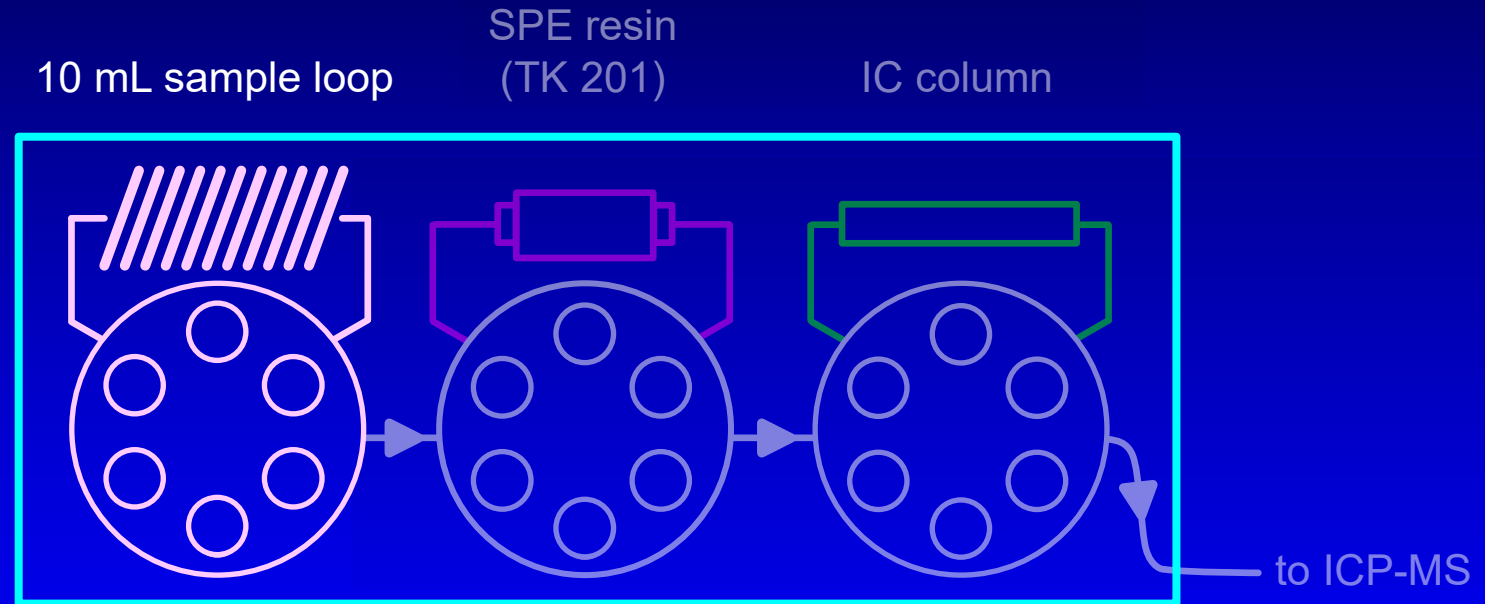 10 mL sample loop
SPE resin
(TK 201)
IC column
to ICP-MS